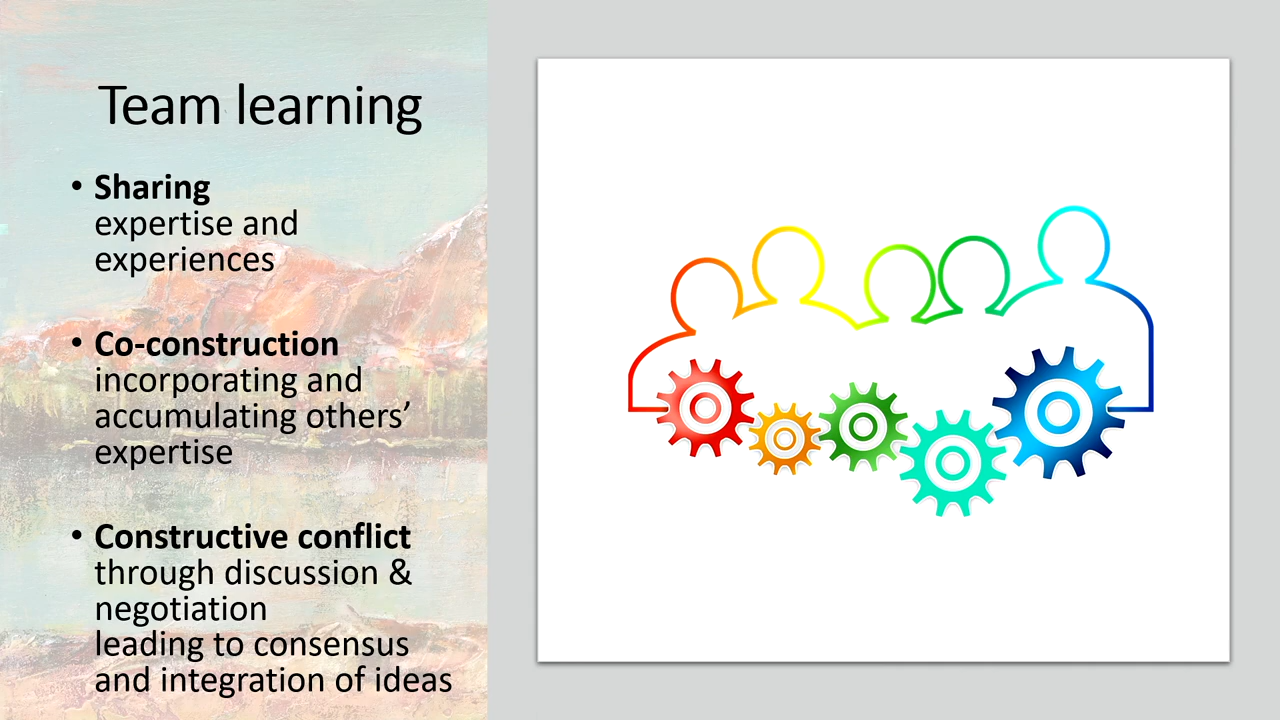 Team learning
• Sharing
expertise and
experiences
• Co-construction
incorporating and
accumulating others’
expertise
• Constructive conflict
through discussion &
negotiation
leading to consensus
and integration of ideas